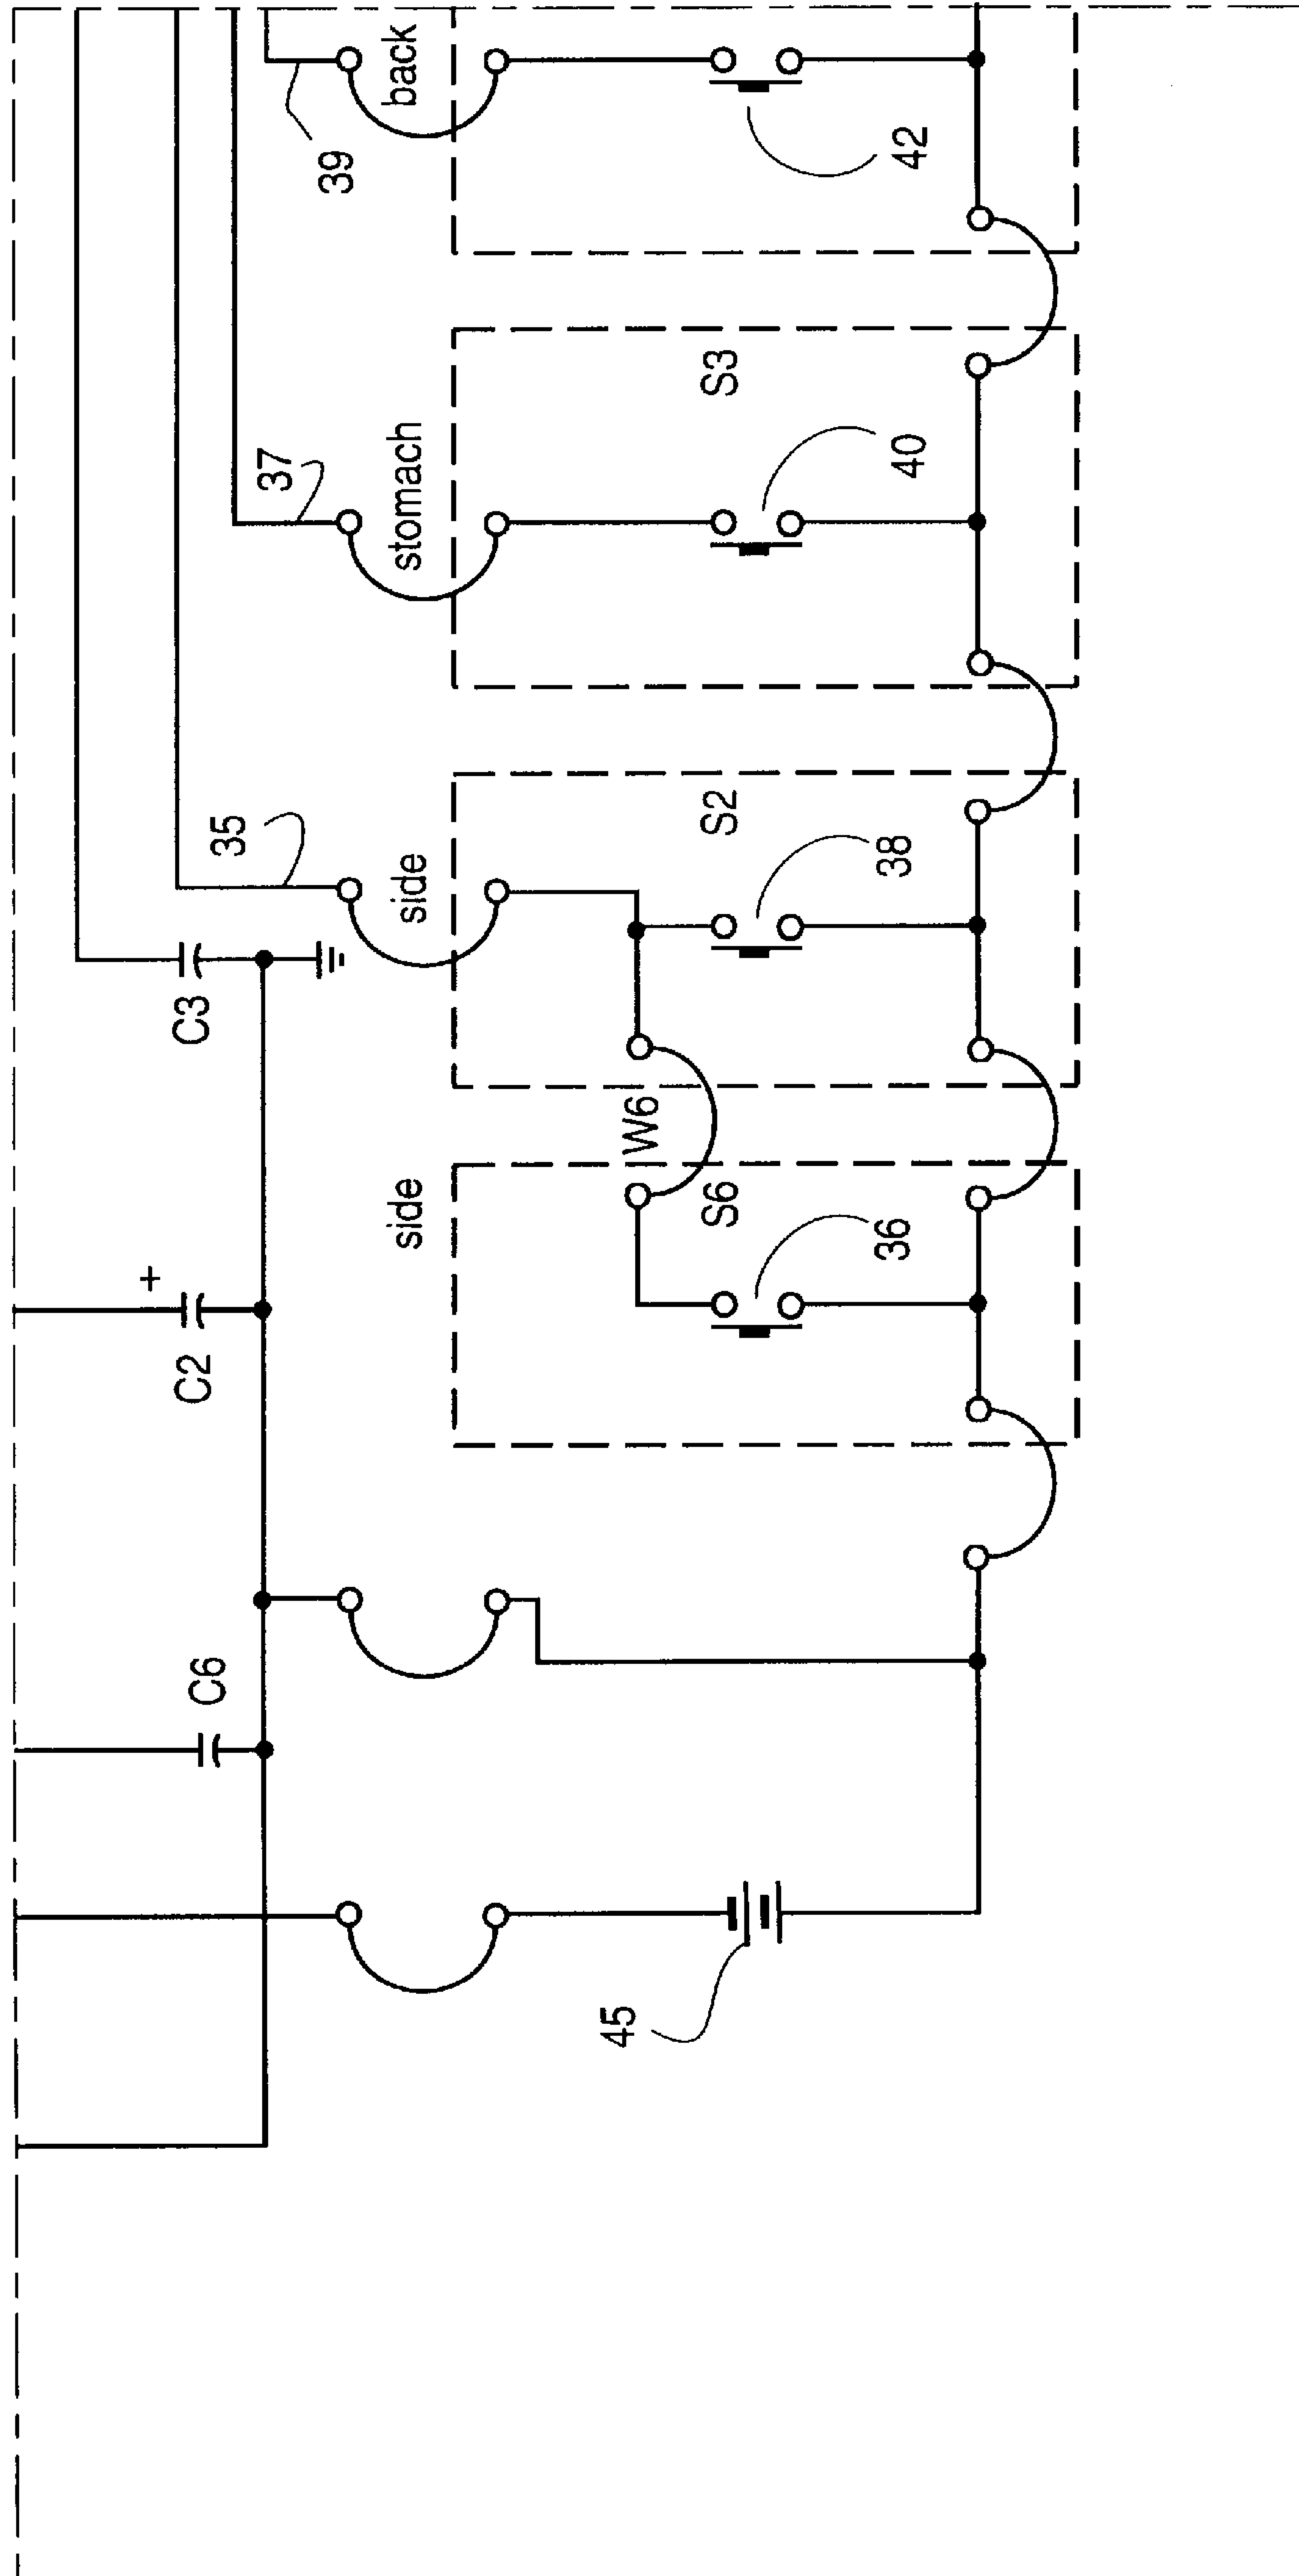 39
back
42
37
stomach
S3
40
35
side
S2
38
C3
W6
side
S6
36
+
C2
C6
45